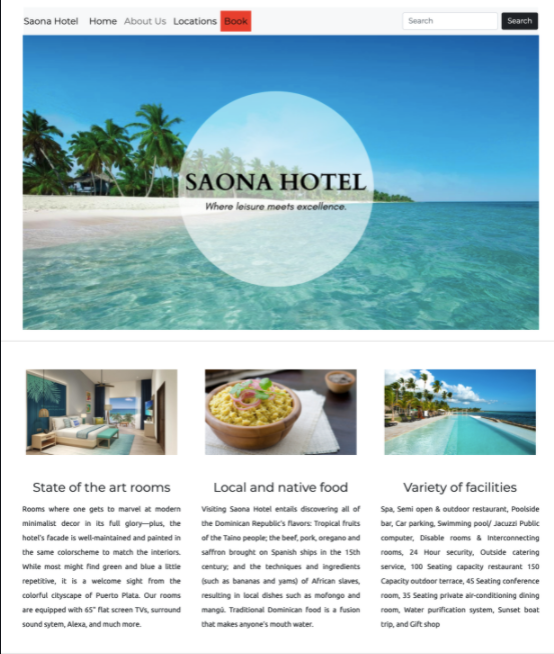 Saona Hotel Home About Us Locations Book Search Search
SAONA HOTEL
Where leisure meets excellence.
State of the art rooms
Rooms where one gets to marvel at modern
minimalist decor in its full glory—plus, the
hotel's facade is well-maintained and painted in
the same colorscheme to match the interiors.
While most might find green and blue a little
repetitive, it is a welcome sight from the
colorful cityscape of Puerto Plata. Our rooms
are equipped with 65" flat screen TVs, surround
sound sytem, Alexa, and much more.
Local and native food
Visiting Saona Hotel entails discovering all of
the Dominican Republic's flavors: Tropical fruits
of the Taino people; the beef, pork, oregano and
saffron brought on Spanish ships in the 15th
century; and the techniques and ingredients
(such as bananas and yams) of African slaves,
resulting in local dishes such as mofongo and
mangú. Traditional Dominican food is a fusion
that makes anyone's mouth water.
Variety of facilities
Spa, Semi open & outdoor restaurant, Poolside
bar, Car parking, Swimming pool/ Jacuzzi Public
computer, Disable rooms & Interconnecting
rooms, 24 Hour security, Outside catering
service, 100 Seating capacity restaurant 150
Capacity outdoor terrace, 45 Seating conference
room, 35 Seating private air-conditioning dining
room, Water purification system, Sunset boat
trip, and Gift shop